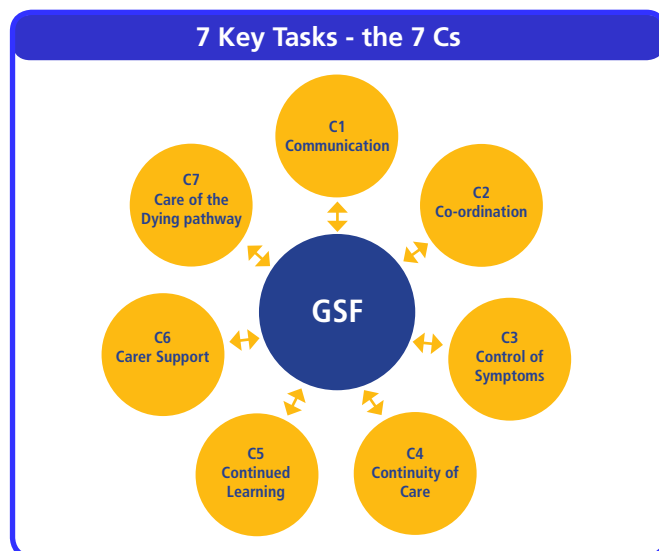 7 Key Tasks - the 7 Cs
C1
Communication
C2
Co-ordination
C3
Control of
Symptoms
C4
Continuity of
Care
C5
Continued
Learning
C6
Carer Support
C7
Care of the
Dying pathway
GSF